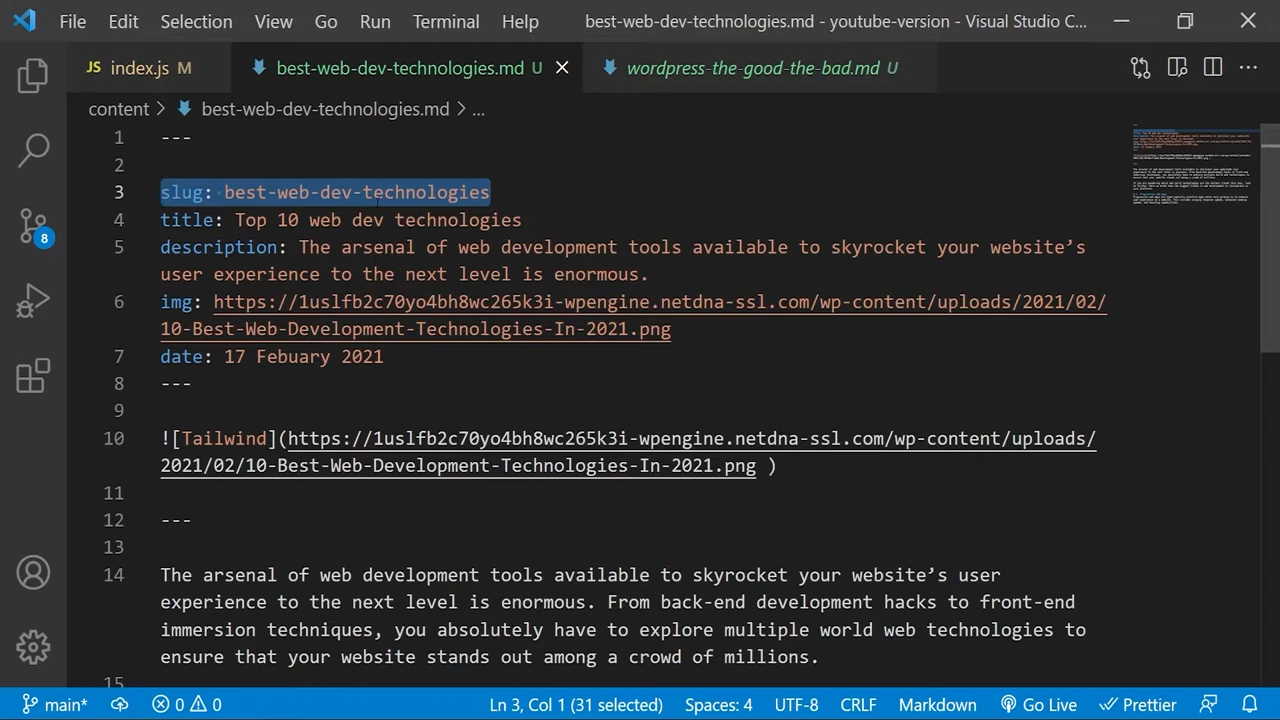 File Edit Selection View Go Run Terminal Help best-web-dev-technologies.md - youtube-version - Visual Studio C...
JS index.js M best-web-dev-technologies.md U wordpress-the-good-the-bad.md U
content > best-web-dev-technologies.md > ...
1 ---
2
3 slug: best-web-dev-technologies
4 title: Top 10 web dev technologies
5 description: The arsenal of web development tools available to skyrocket your website’s
user experience to the next level is enormous.
6 img: https://1uslfb2c70yo4bh8wc265k3i-wpengine.netdna-ssl.com/wp-content/uploads/2021/02/
10-Best-Web-Development-Technologies-In-2021.png
7 date: 17 Febuary 2021
8 ---
9
10 ![Tailwind](https://1uslfb2c70yo4bh8wc265k3i-wpengine.netdna-ssl.com/wp-content/uploads/
2021/02/10-Best-Web-Development-Technologies-In-2021.png )
11
12 ---
13
14 The arsenal of web development tools available to skyrocket your website’s user
experience to the next level is enormous. From back-end development hacks to front-end
immersion techniques, you absolutely have to explore multiple world web technologies to
ensure that your website stands out among a crowd of millions.
15
8
main* 0 0 Ln 3, Col 1 (31 selected) Spaces: 4 UTF-8 CRLF Markdown Go Live Prettier